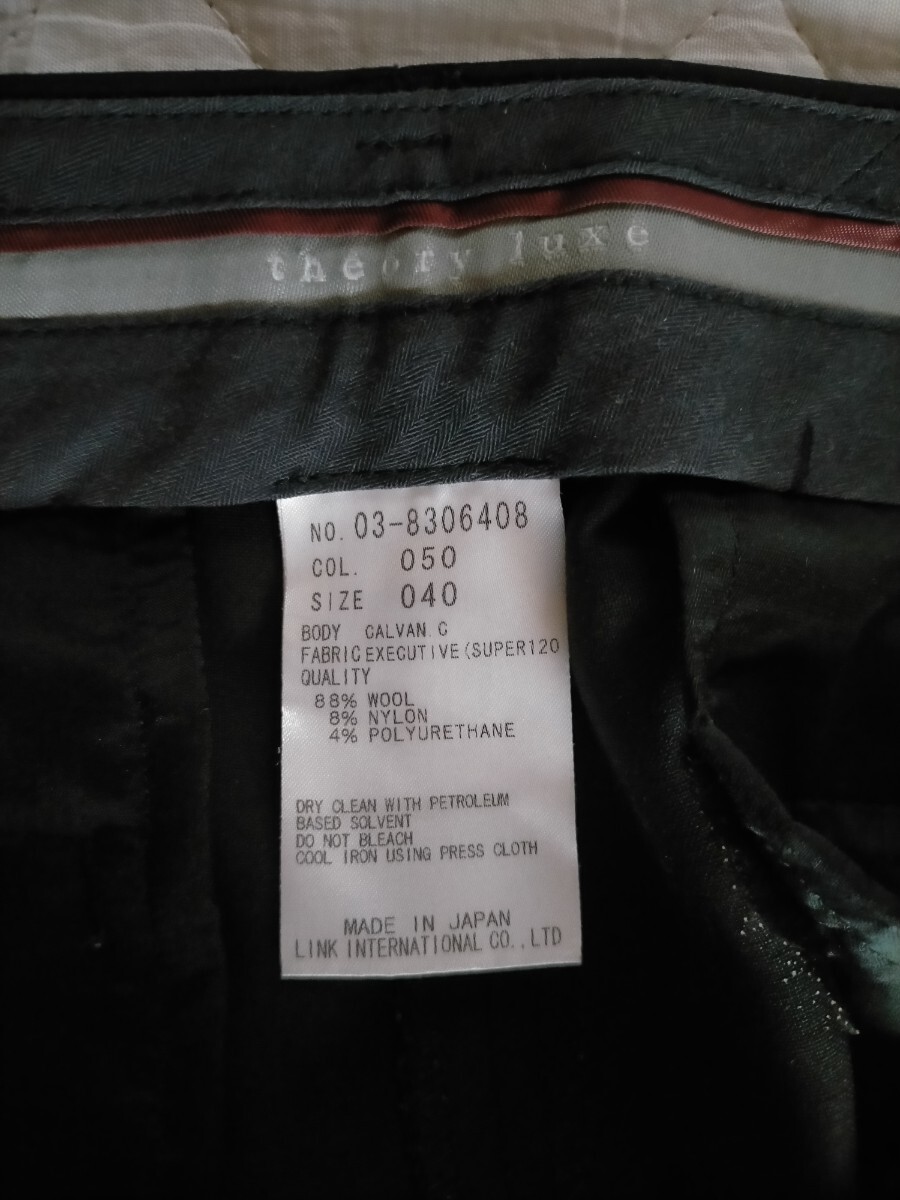 theory luxe
NO. 03-8306408
COL. 050
SIZE 040
BODY GALVAN.C
FABRIC EXECUTIVE(SUPER120
QUALITY
88% WOOL
8% NYLON
4% POLYURETHANE
DRY CLEAN WITH PETROLEUM
BASED SOLVENT
DO NOT BLEACH
COOL IRON USING PRESS CLOTH
MADE IN JAPAN
LINK INTERNATIONAL CO.,LTD